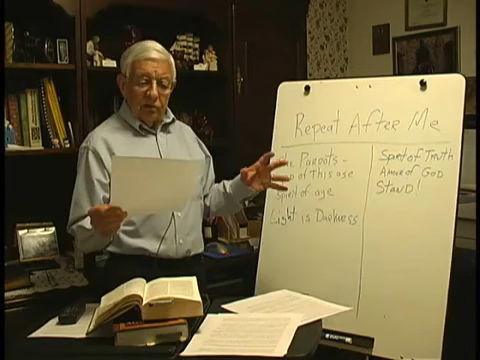 Repeat After Me
Parrots -
of this age
Spirit of age
Light is Darkness
Spirit of Truth
Armor of GOD
STAND!